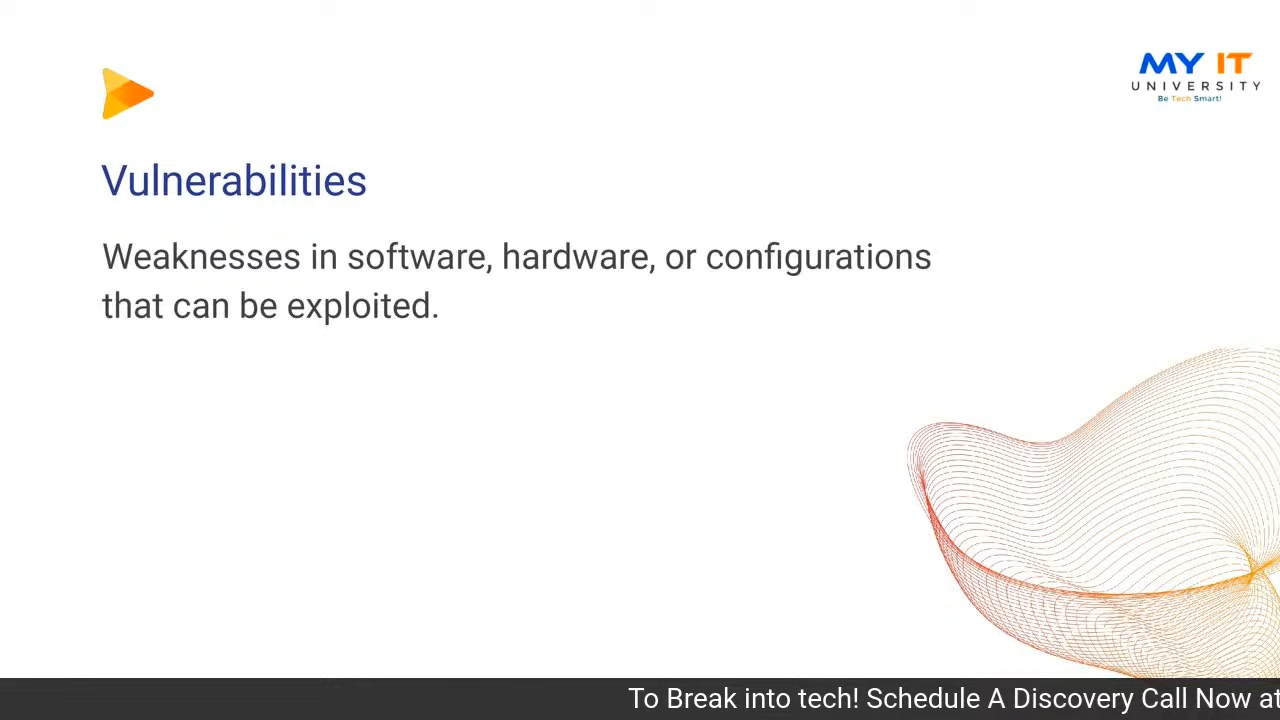 MY IT
UNIVERSITY
Be Tech Smart!
Vulnerabilities
Weaknesses in software, hardware, or configurations
that can be exploited.
To Break into tech! Schedule A Discovery Call Now at